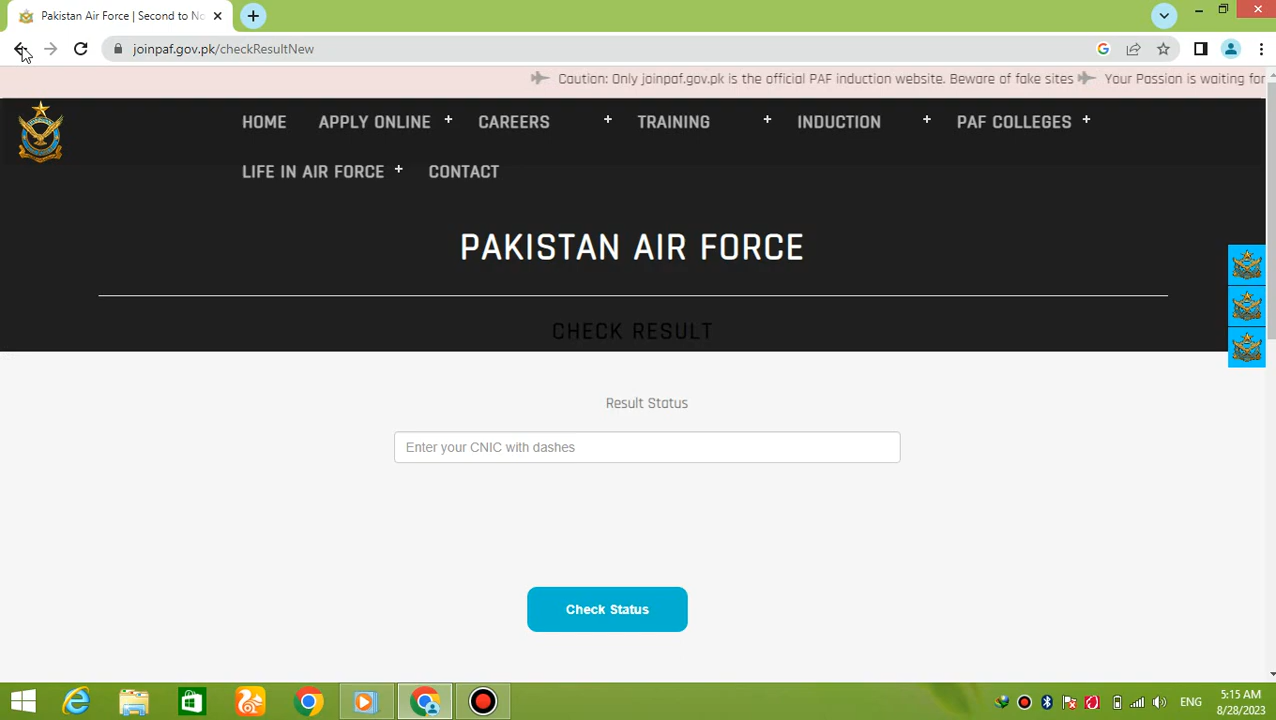 Pakistan Air Force | Second to No
joinpaf.gov.pk/checkResultNew
Caution: Only joinpaf.gov.pk is the official PAF induction website. Beware of fake sites
Your Passion is waiting for
HOME
APPLY ONLINE +
CAREERS +
TRAINING +
INDUCTION +
PAF COLLEGES +
LIFE IN AIR FORCE +
CONTACT
PAKISTAN AIR FORCE
CHECK RESULT
Result Status
Enter your CNIC with dashes
Check Status
ENG
5:15 AM
8/28/2023